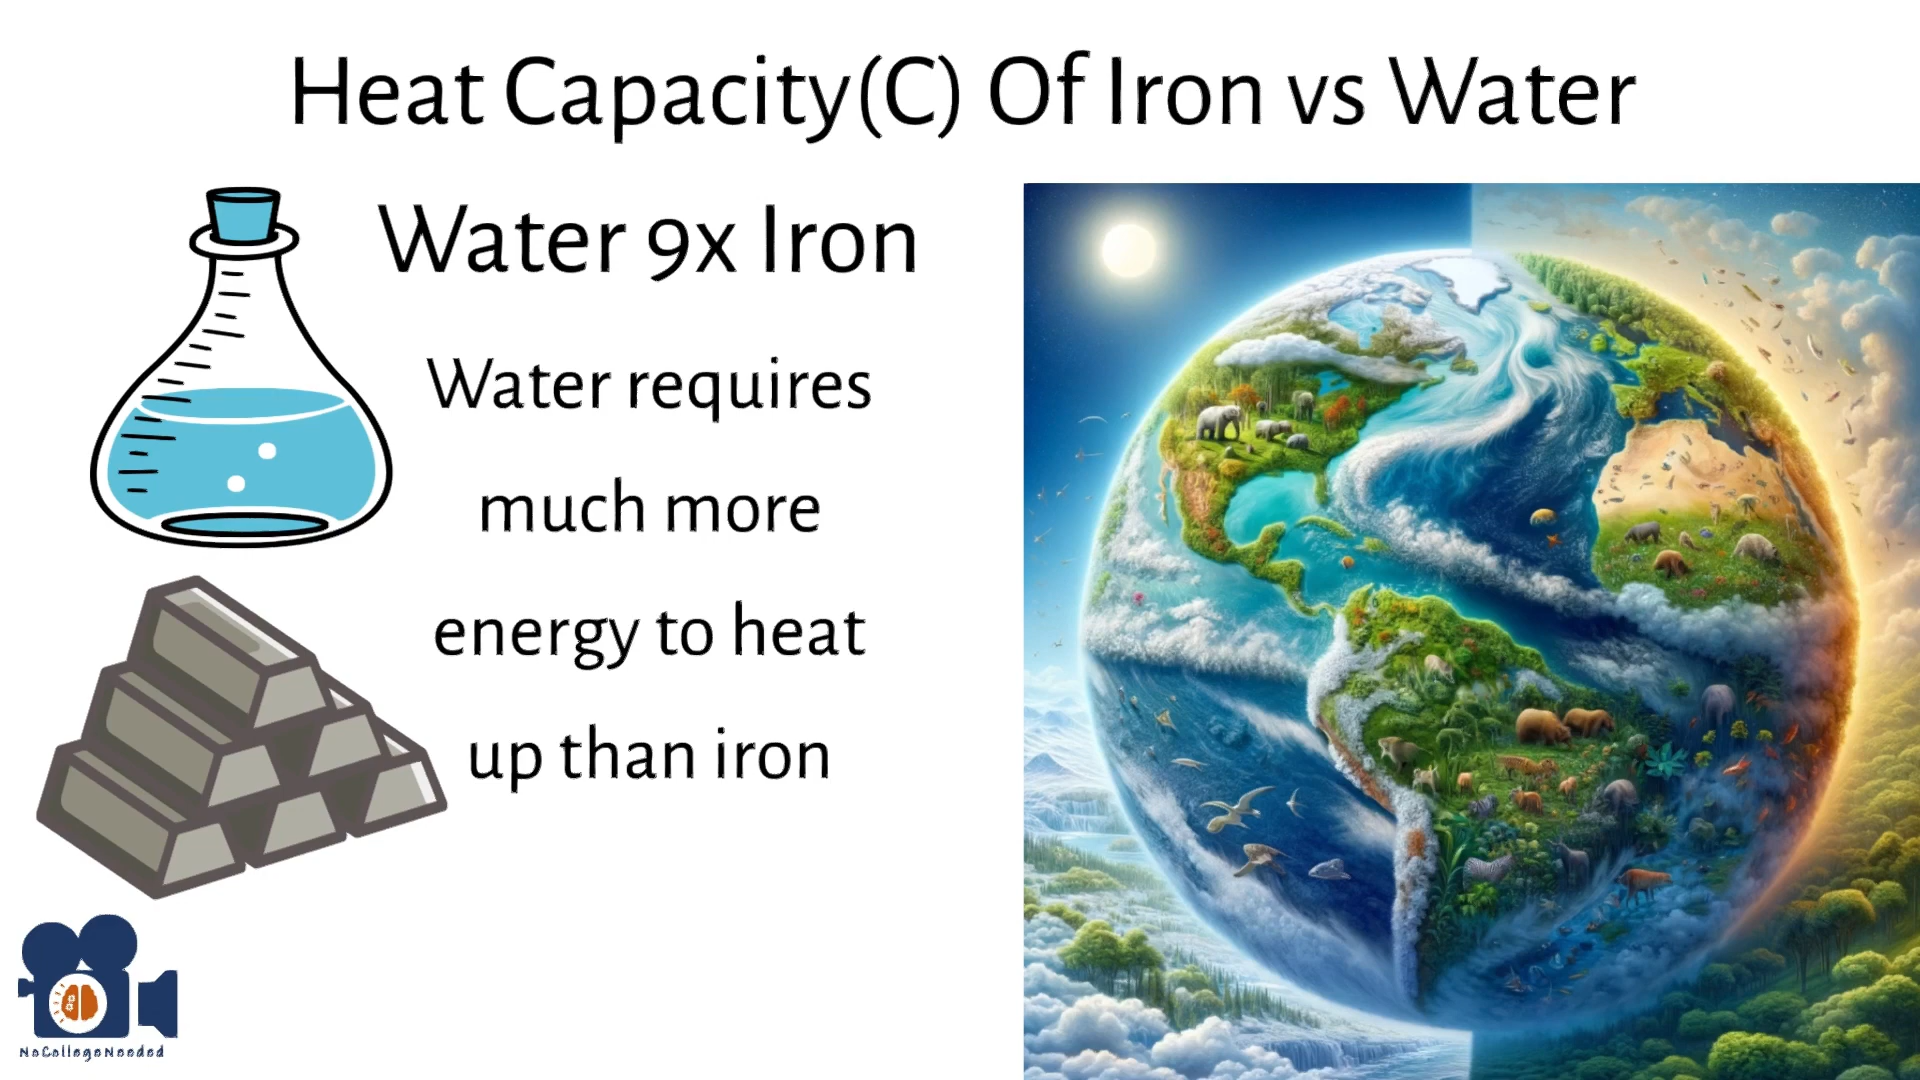 Heat Capacity(C) Of Iron vs Water
Water 9x Iron
Water requires
much more
energy to heat
up than iron
NoCollegeNeeded